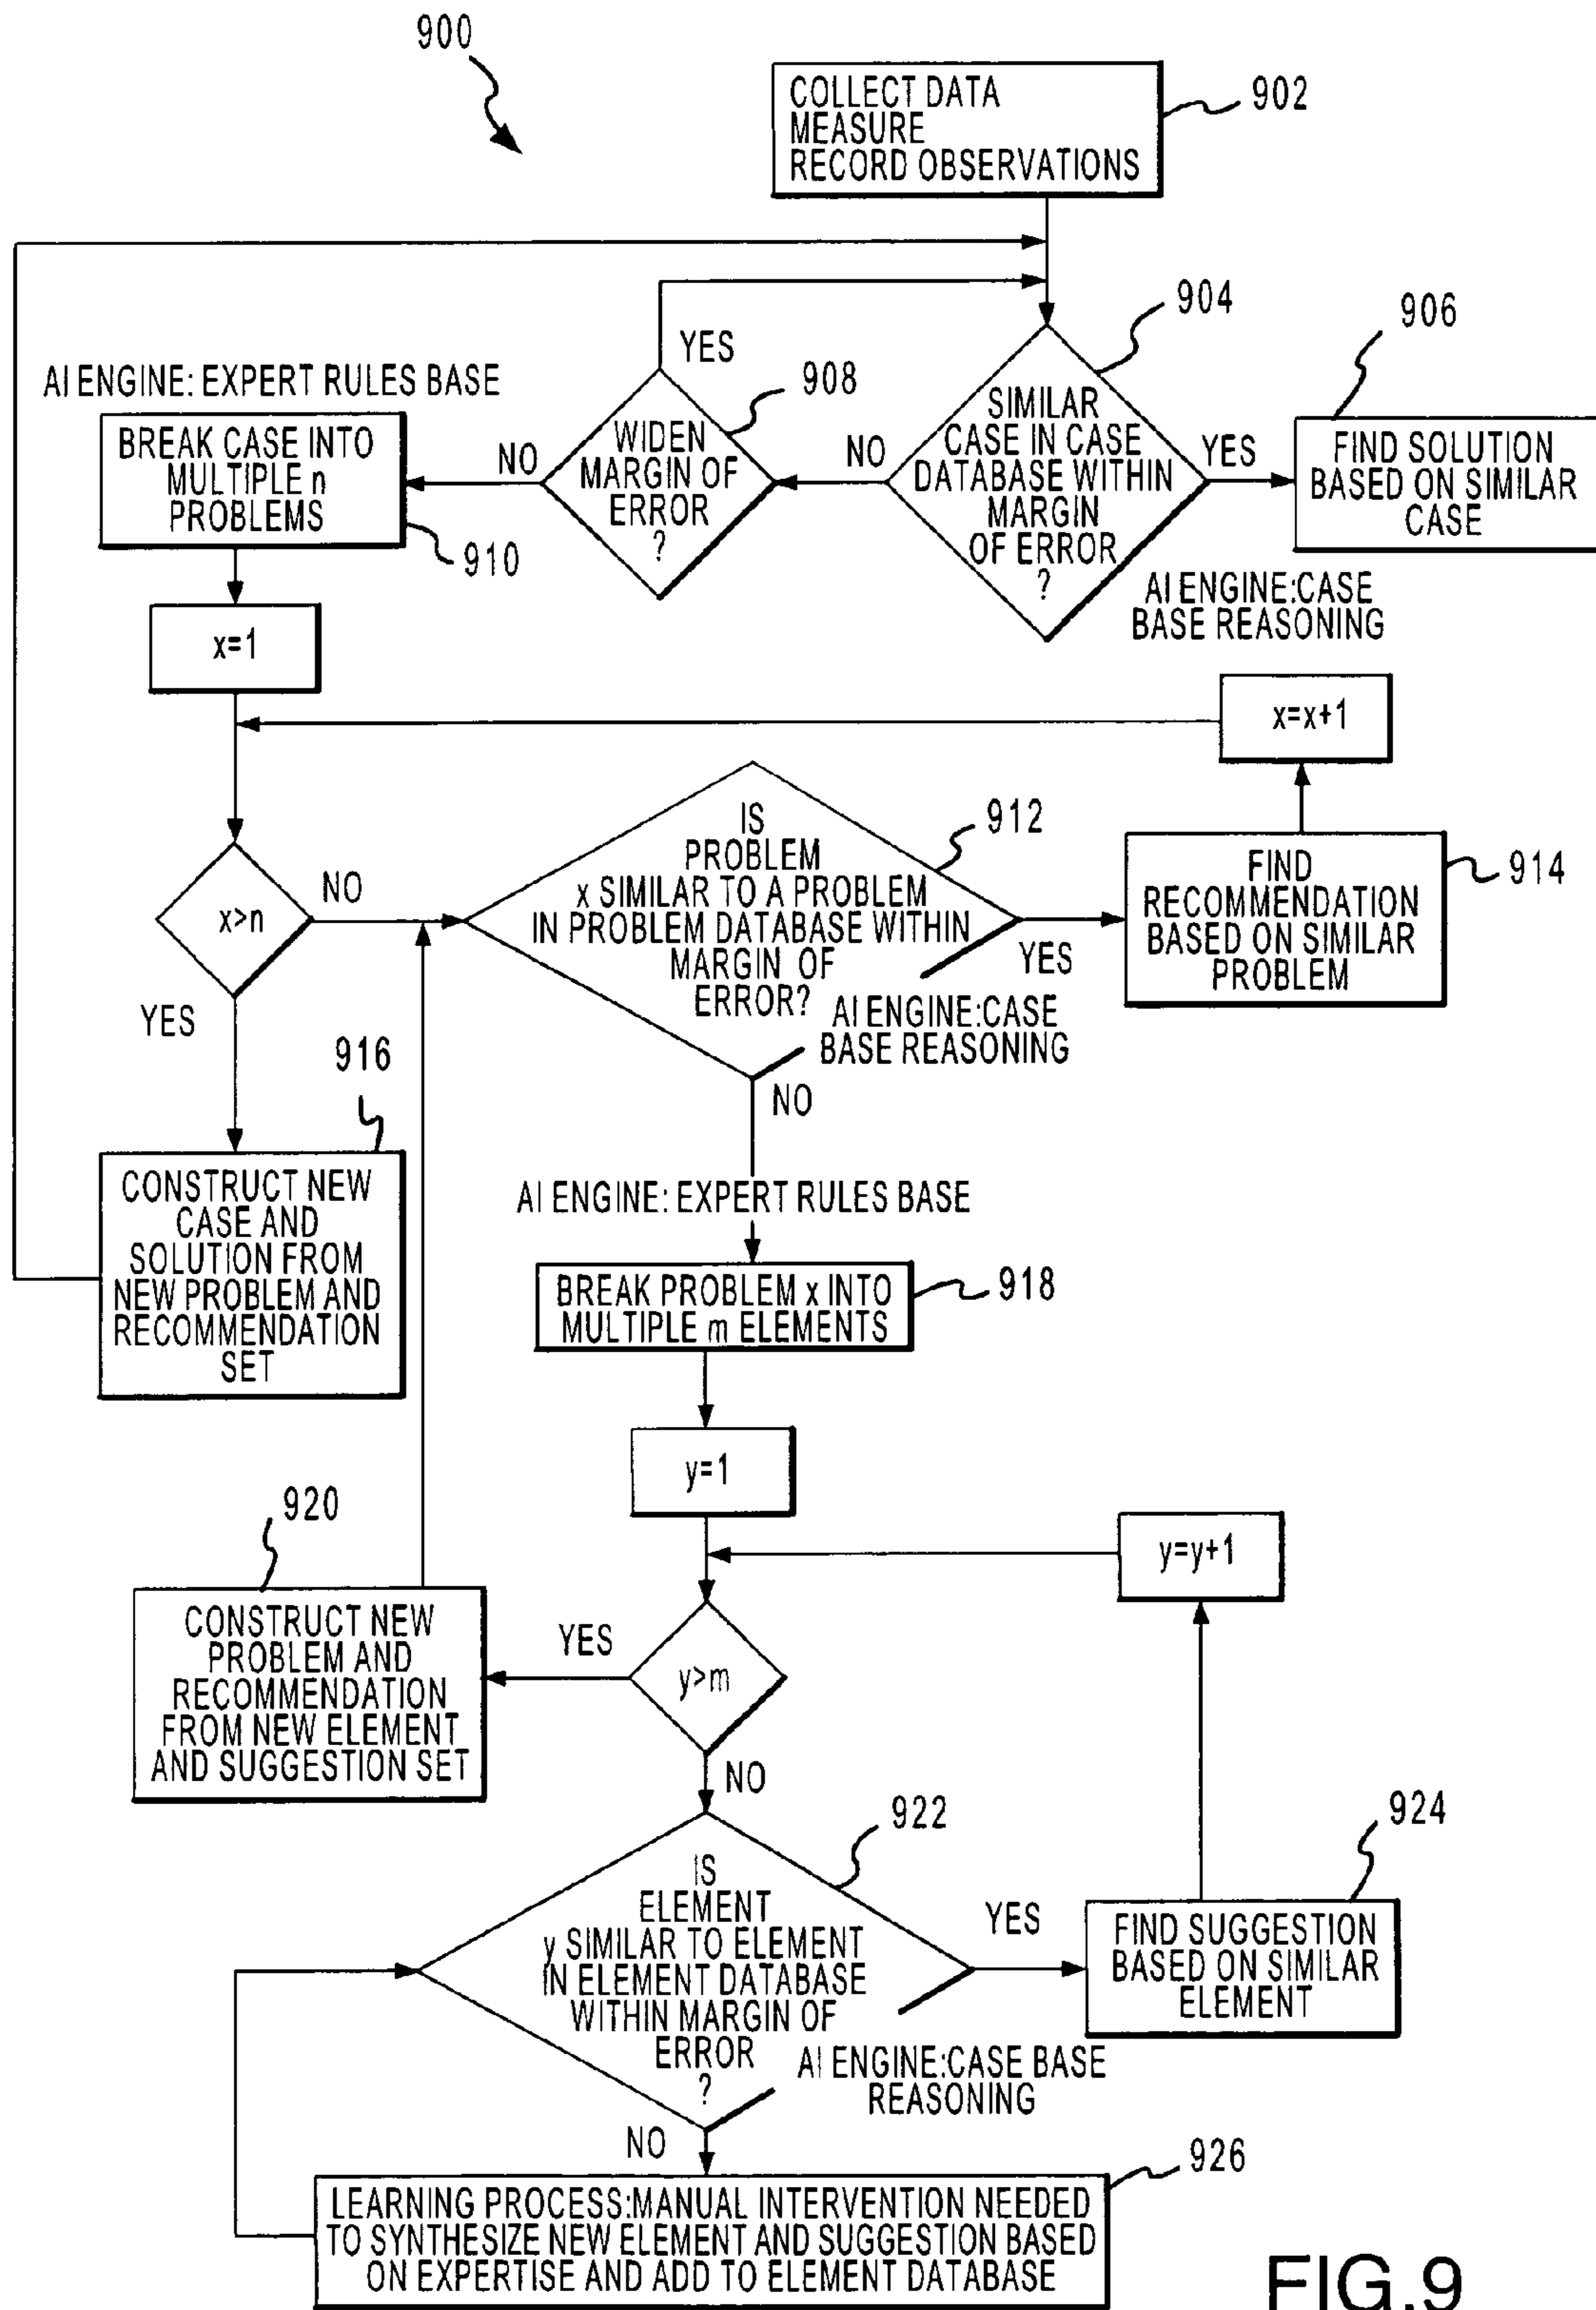 900
COLLECT DATA
MEASURE
RECORD OBSERVATIONS
902
904
906
YES
AI ENGINE: EXPERT RULES BASE
908
BREAK CASE INTO
MULTIPLE n
PROBLEMS
910
NO
WIDEN
MARGIN OF
ERROR
?
NO
SIMILAR
CASE IN CASE
DATABASE WITHIN
MARGIN
OF ERROR
?
YES
FIND SOLUTION
BASED ON SIMILAR
CASE
AI ENGINE:CASE
BASE REASONING
x=1
x=x+1
x>n
NO
YES
IS
PROBLEM
x SIMILAR TO A PROBLEM
IN PROBLEM DATABASE WITHIN
MARGIN OF
ERROR?
912
YES
AI ENGINE:CASE
BASE REASONING
NO
FIND
RECOMMENDATION
BASED ON SIMILAR
PROBLEM
914
916
CONSTRUCT NEW
CASE AND
SOLUTION FROM
NEW PROBLEM AND
RECOMMENDATION
SET
AI ENGINE: EXPERT RULES BASE
BREAK PROBLEM x INTO
MULTIPLE m ELEMENTS
918
y=1
920
y=y+1
CONSTRUCT NEW
PROBLEM AND
RECOMMENDATION
FROM NEW ELEMENT
AND SUGGESTION SET
YES
y>m
NO
922
924
IS
ELEMENT
y SIMILAR TO ELEMENT
IN ELEMENT DATABASE
WITHIN MARGIN OF
ERROR
?
YES
FIND SUGGESTION
BASED ON SIMILAR
ELEMENT
AI ENGINE:CASE BASE
REASONING
NO
926
LEARNING PROCESS:MANUAL INTERVENTION NEEDED
TO SYNTHESIZE NEW ELEMENT AND SUGGESTION BASED
ON EXPERTISE AND ADD TO ELEMENT DATABASE
FIG.9